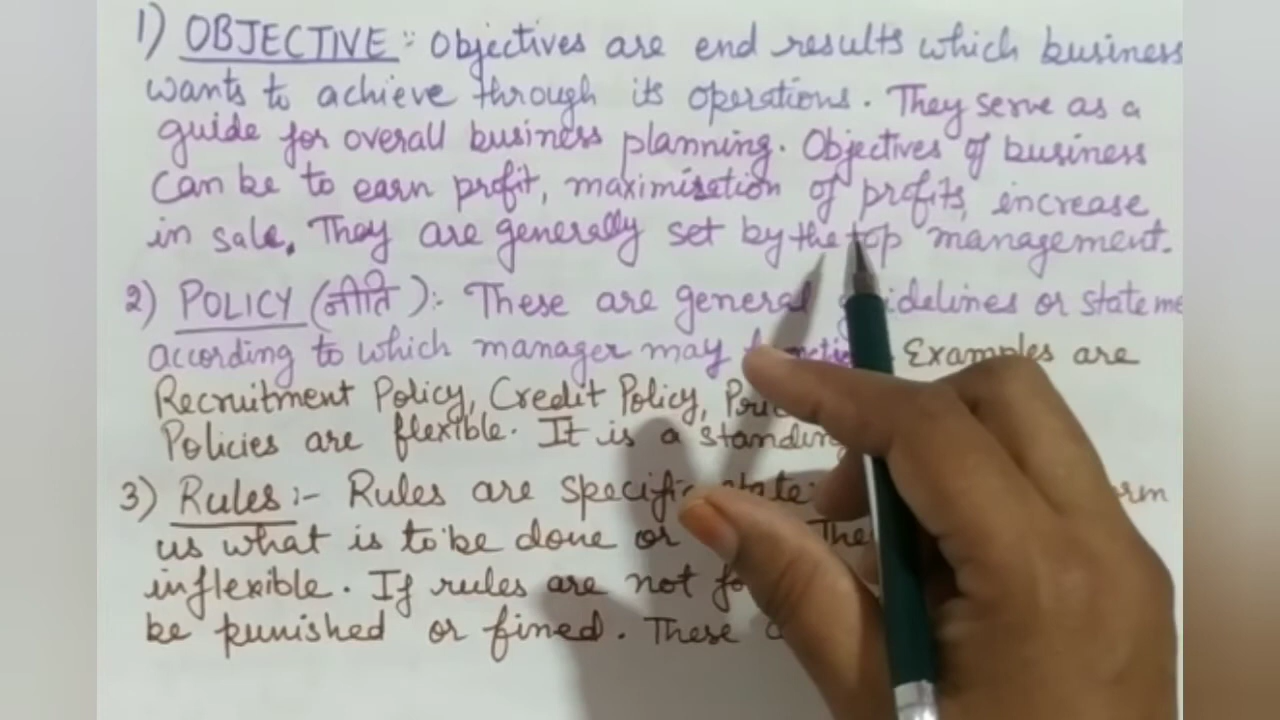 1) OBJECTIVE :- Objectives are end results which business
wants to achieve through its operations. They serve as a
guide for overall business planning. Objectives of business
can be to earn profit, maximisation of profits, increase
in sale. They are generally set by the top management.
2) POLICY (नीति) :- These are general or
according to which manager may Examples are
Recruitment Policy, Credit Policy,
Policies are flexible. It is a
3) Rules :- Rules are specific
us what is to be done or
inflexible. If rules are not
be punished or fined. These